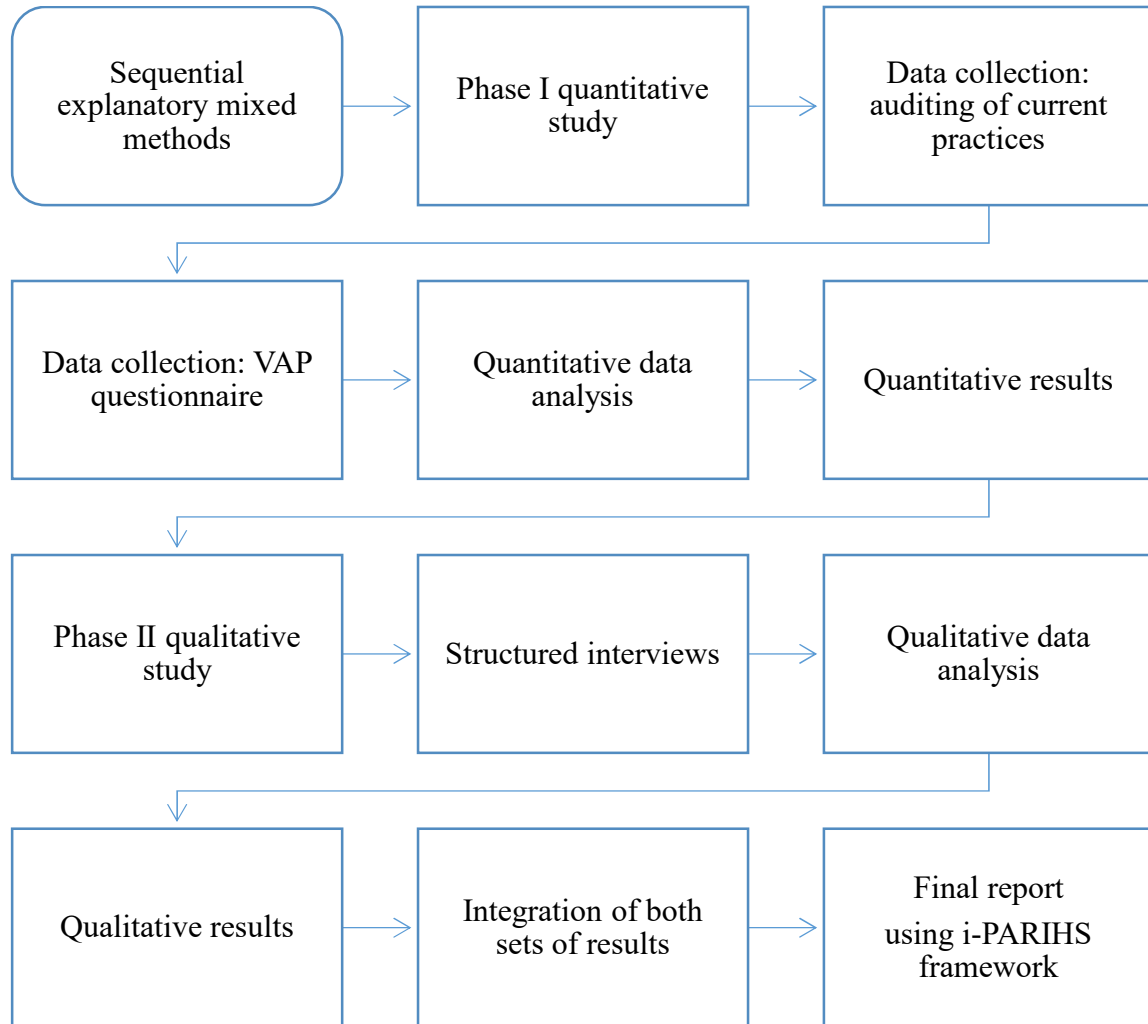 Sequential
explanatory mixed
methods
Phase I quantitative
study
Data collection:
auditing of current
practices
Data collection: VAP
questionnaire
Quantitative data
analysis
Quantitative results
Phase II qualitative
study
Structured interviews
Qualitative data
analysis
Qualitative results
Integration of both
sets of results
Final report
using i-PARIHS
framework